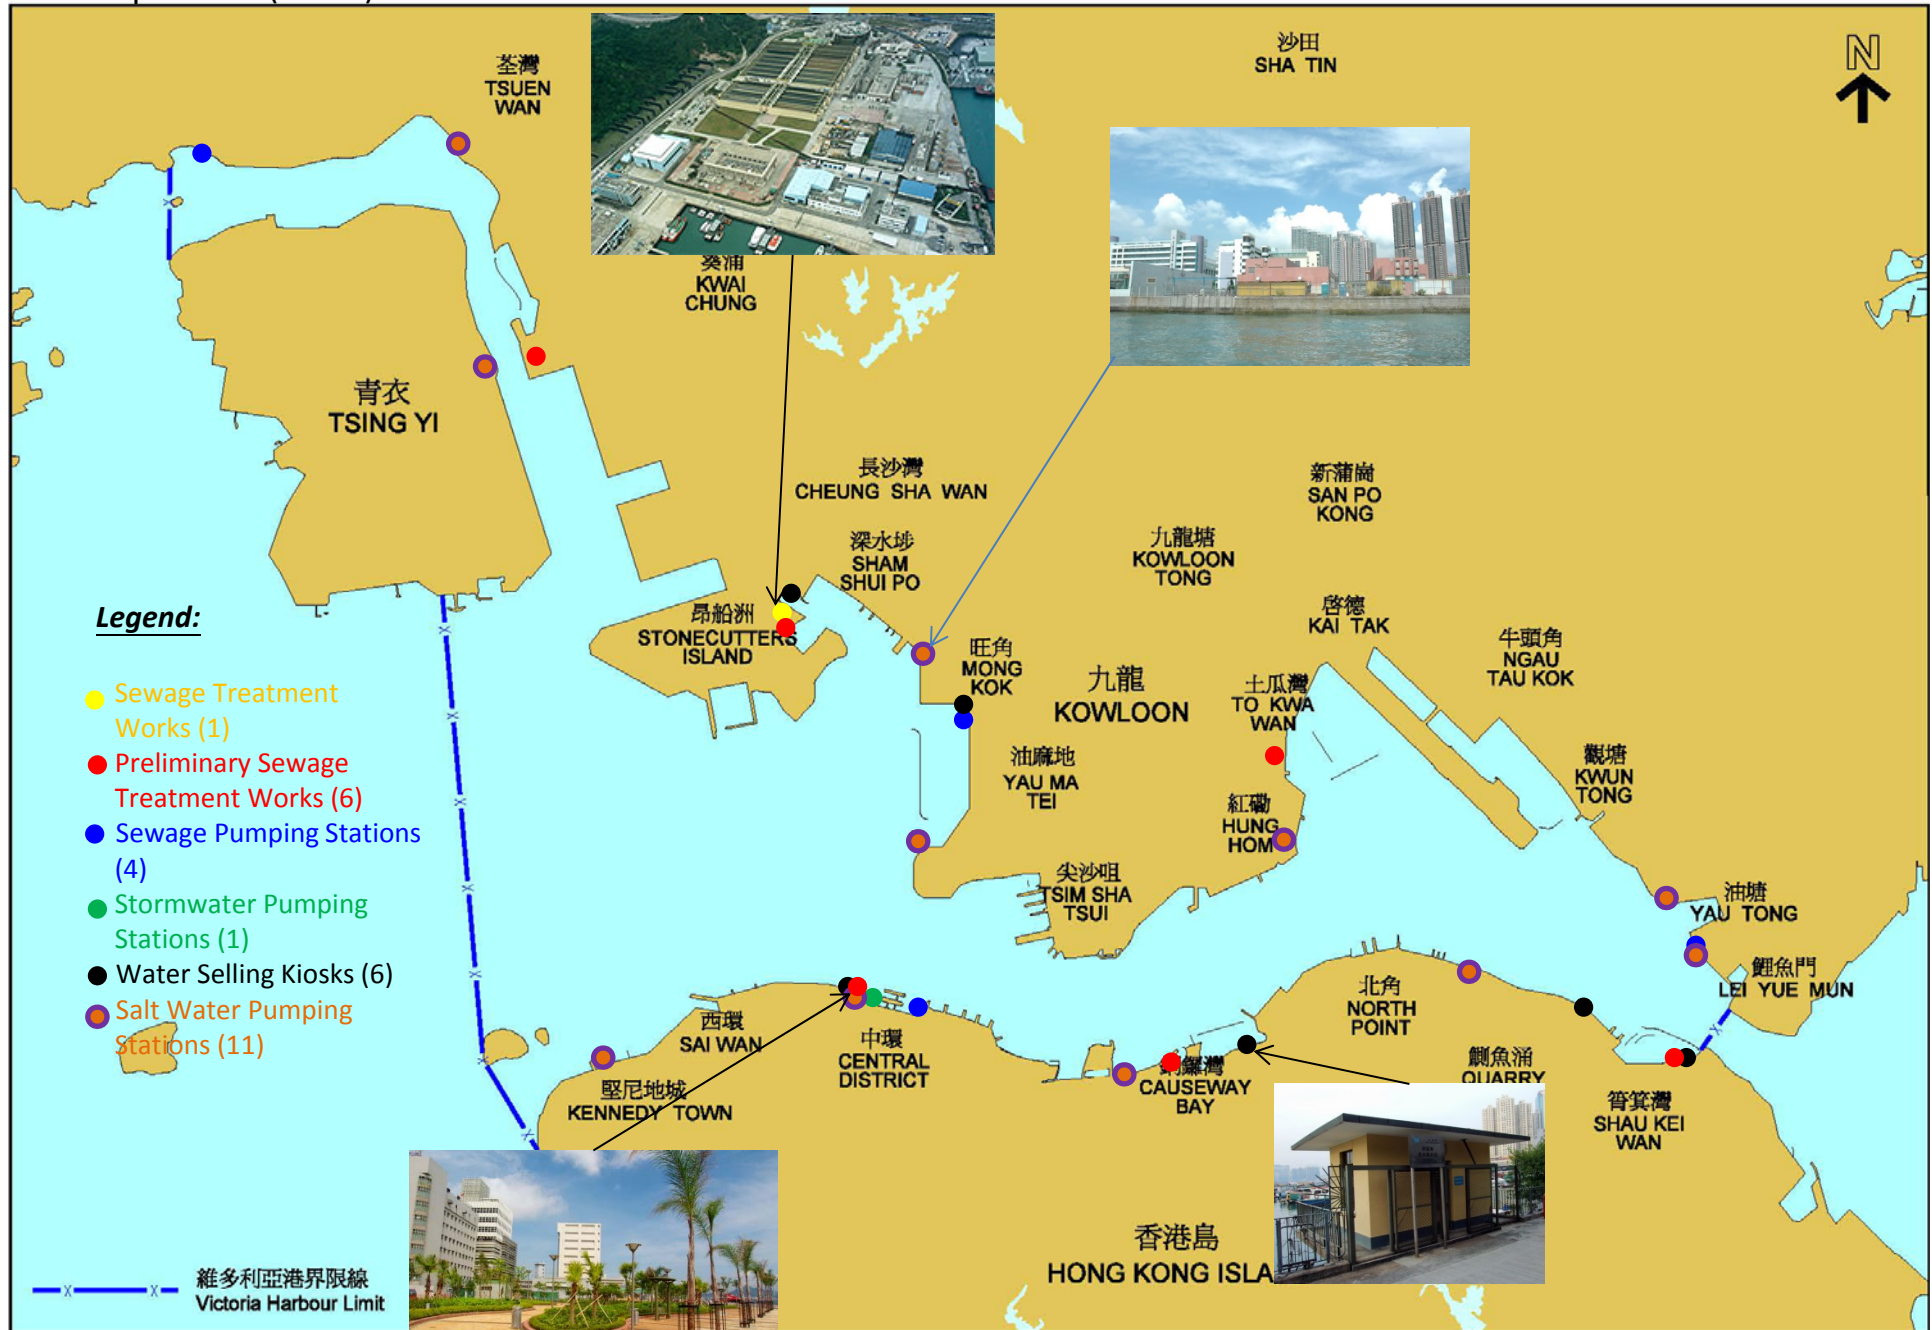 荃灣
TSUEN
WAN
沙田
SHA TIN
N
葵涌
KWAI
CHUNG
青衣
TSING YI
長沙灣
CHEUNG SHA WAN
新蒲崗
SAN PO
KONG
深水埗
SHAM
SHUI PO
九龍塘
KOWLOON
TONG
昂船洲
STONECUTTERS
ISLAND
旺角
MONG
KOK
九龍
KOWLOON
土瓜灣
TO KWA
WAN
啓德
KAI TAK
牛頭角
NGAU
TAU KOK
油麻地
YAU MA
TEI
紅磡
HUNG
HOM
觀塘
KWUN
TONG
尖沙咀
TSIM SHA
TSUI
油塘
YAU TONG
鯉魚門
LEI YUE MUN
西環
SAI WAN
中環
CENTRAL
DISTRICT
北角
NORTH
POINT
堅尼地城
KENNEDY TOWN
銅鑼灣
CAUSEWAY
BAY
鰂魚涌
QUARRY
筲箕灣
SHAU KEI
WAN
香港島
HONG KONG ISLA
Legend:
Sewage Treatment
Works (1)
Preliminary Sewage
Treatment Works (6)
Sewage Pumping Stations
(4)
Stormwater Pumping
Stations (1)
Water Selling Kiosks (6)
Salt Water Pumping
Stations (11)
維多利亞港界限線
Victoria Harbour Limit